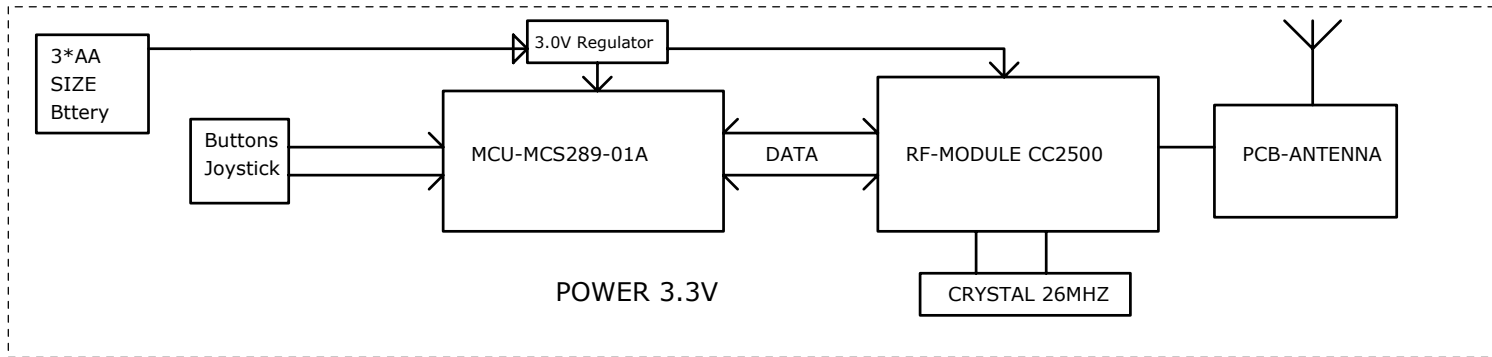 3*AA
SIZE
Bttery
3.0V Regulator
Buttons
Joystick
MCU-MCS289-01A
DATA
RF-MODULE CC2500
PCB-ANTENNA
CRYSTAL 26MHZ
POWER 3.3V